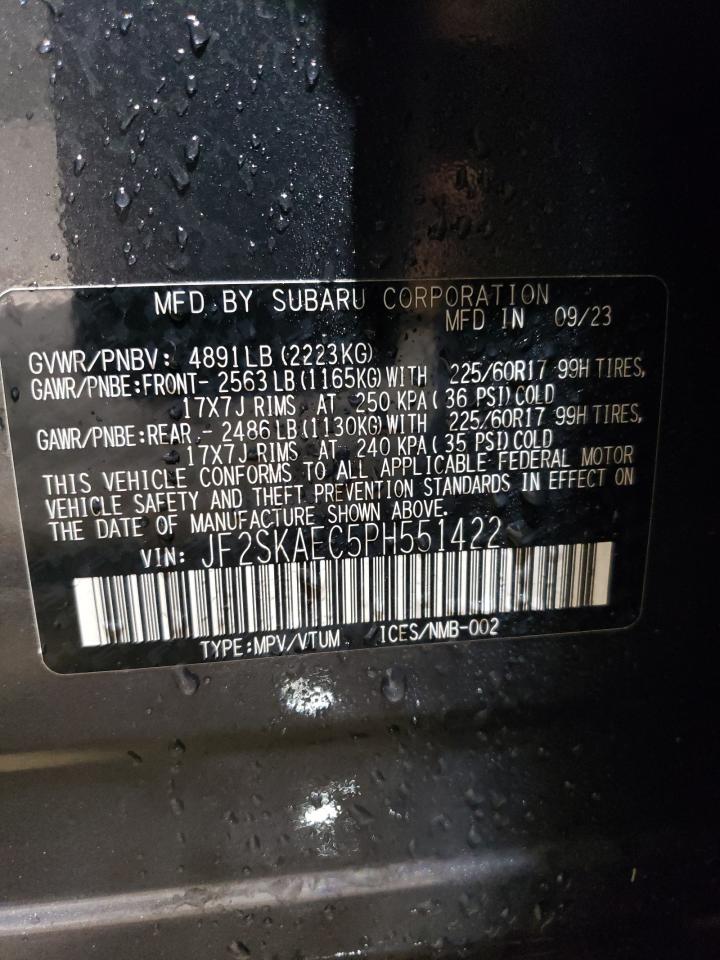 MFD BY SUBARU CORPORATION
MFD IN 09/23
GVWR/PNBV: 4891LB(2223KG)
GAWR/PNBE:FRONT- 2563LB(1165KG)WITH 225/60R17 99H TIRES,
17X7J RIMS AT 250 KPA( 36 PSI)COLD
GAWR/PNBE:REAR - 2486LB(1130KG)WITH 225/60R17 99H TIRES,
17X7J RIMS AT 240 KPA( 35 PSI)COLD
THIS VEHICLE CONFORMS TO ALL APPLICABLE FEDERAL MOTOR
VEHICLE SAFETY AND THEFT PREVENTION STANDARDS IN EFFECT ON
THE DATE OF MANUFACTURE SHOWN ABOVE.
VIN: JF2SKAEC5PH551422
TYPE:MPV/VTUM ICES/NMB-002